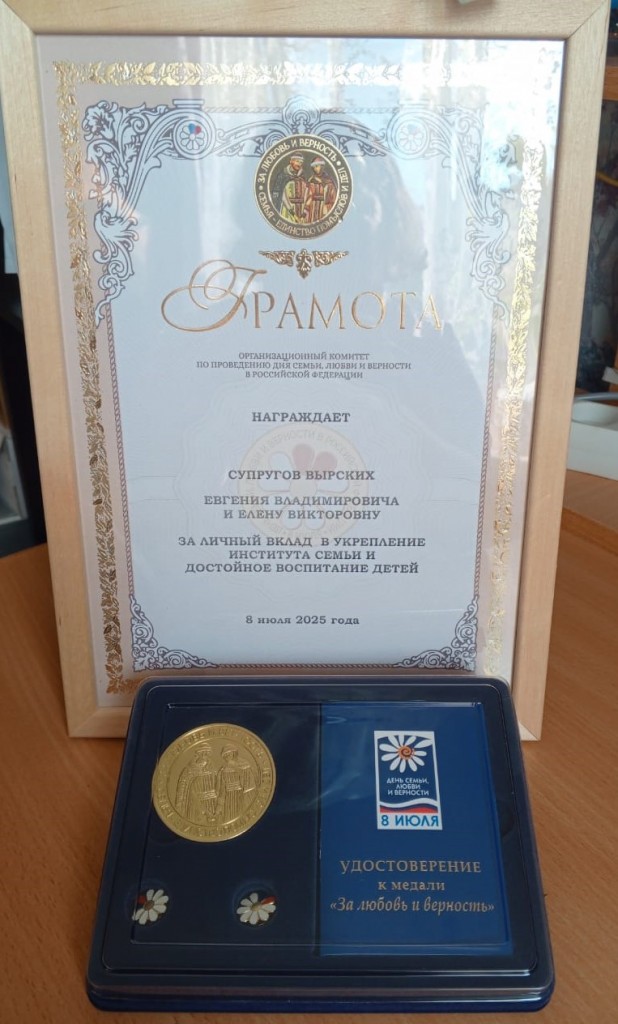 ЗА ЛЮБОВЬ И ВЕРНОСТЬ
СЕМЬЯ - ЕДИНСТВО ПОМЫСЛОВ И ДЕЛ
ГРАМОТА
ОРГАНИЗАЦИОННЫЙ КОМИТЕТ
ПО ПРОВЕДЕНИЮ ДНЯ СЕМЬИ, ЛЮБВИ И ВЕРНОСТИ
В РОССИЙСКОЙ ФЕДЕРАЦИИ
НАГРАЖДАЕТ
СУПРУГОВ ВЫРСКИХ
ЕВГЕНИЯ ВЛАДИМИРОВИЧА
И ЕЛЕНУ ВИКТОРОВНУ
ЗА ЛИЧНЫЙ ВКЛАД В УКРЕПЛЕНИЕ
ИНСТИТУТА СЕМЬИ И
ДОСТОЙНОЕ ВОСПИТАНИЕ ДЕТЕЙ
8 июля 2025 года
ДЕНЬ СЕМЬИ,
ЛЮБВИ
И ВЕРНОСТИ
8 ИЮЛЯ
УДОСТОВЕРЕНИЕ
к медали
«За любовь и верность»